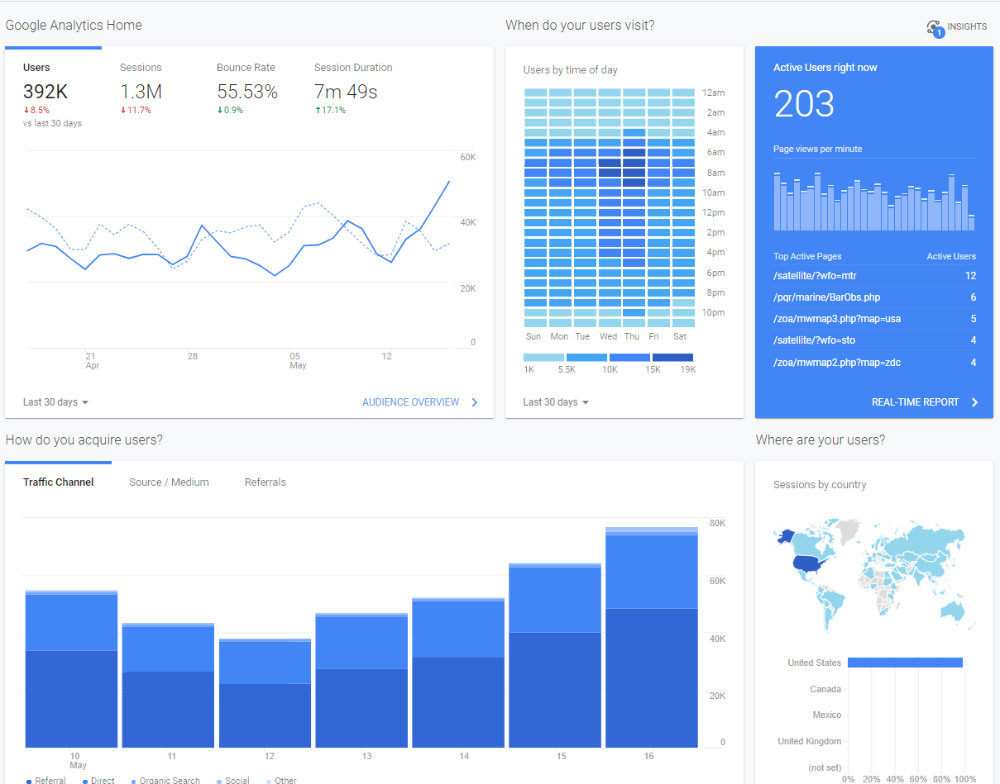 Google Analytics Home
Users Sessions Bounce Rate Session Duration
392K 1.3M 55.53% 7m 49s
↓8.5% ↓11.7% ↓0.9% ↑17.1%
vs last 30 days
60K
40K
20K
0
21 28 05 12
Apr May
Last 30 days AUDIENCE OVERVIEW
When do your users visit?
Users by time of day
12am
2am
4am
6am
8am
10am
12pm
2pm
4pm
6pm
8pm
10pm
Sun Mon Tue Wed Thu Fri Sat
1K 5.5K 10K 15K 19K
Last 30 days
1 INSIGHTS
Active Users right now
203
Page views per minute
Top Active Pages Active Users
/satellite/?wfo=mtr 12
/pqr/marine/BarObs.php 6
/zoa/mwmap3.php?map=usa 5
/satellite/?wfo=sto 4
/zoa/mwmap2.php?map=zdc 4
REAL-TIME REPORT
How do you acquire users?
Traffic Channel Source / Medium Referrals
80K
60K
40K
20K
0
10 11 12 13 14 15 16
May
Referral Direct Organic Search Social Other
Where are your users?
Sessions by country
United States
Canada
Mexico
United Kingdom
(not set)
0% 20% 40% 60% 80% 100%